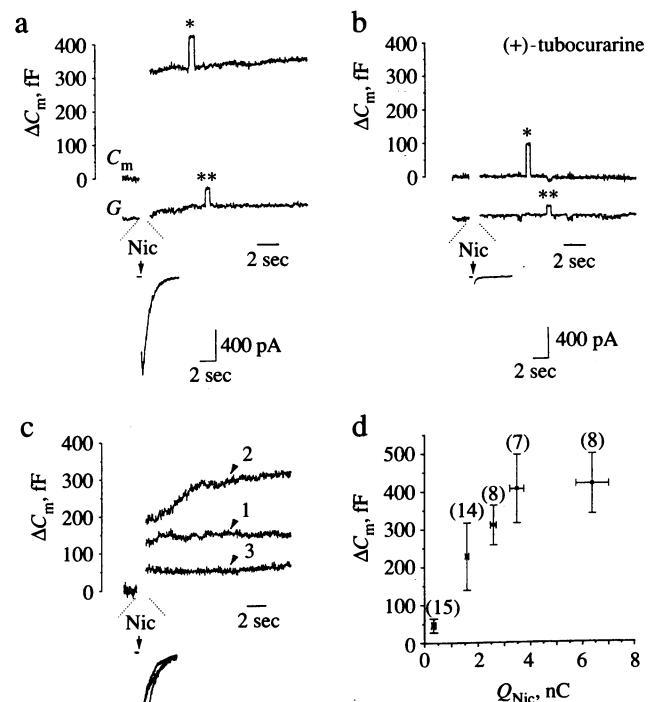 a
400
300
200
100
0
ΔCm, fF
*
Cm
G
**
Nic
2 sec
400 pA
2 sec
b
(+)-tubocurarine
400
300
200
100
0
ΔCm, fF
*
**
Nic
2 sec
400 pA
2 sec
c
400
300
200
100
0
ΔCm, fF
2
1
3
Nic
2 sec
d
500
400
300
200
100
0
ΔCm, fF
(15)
(14)
(8)
(7)
(8)
0 2 4 6 8
QNic, nC